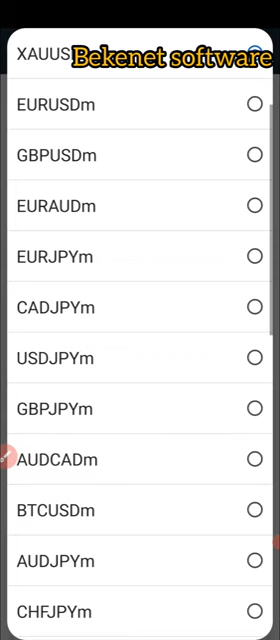 XAUUS
Bekenet software
EURUSDm
GBPUSDm
EURAUDm
EURJPYm
CADJPYm
USDJPYm
GBPJPYm
AUDCADm
BTCUSDm
AUDJPYm
CHFJPYm